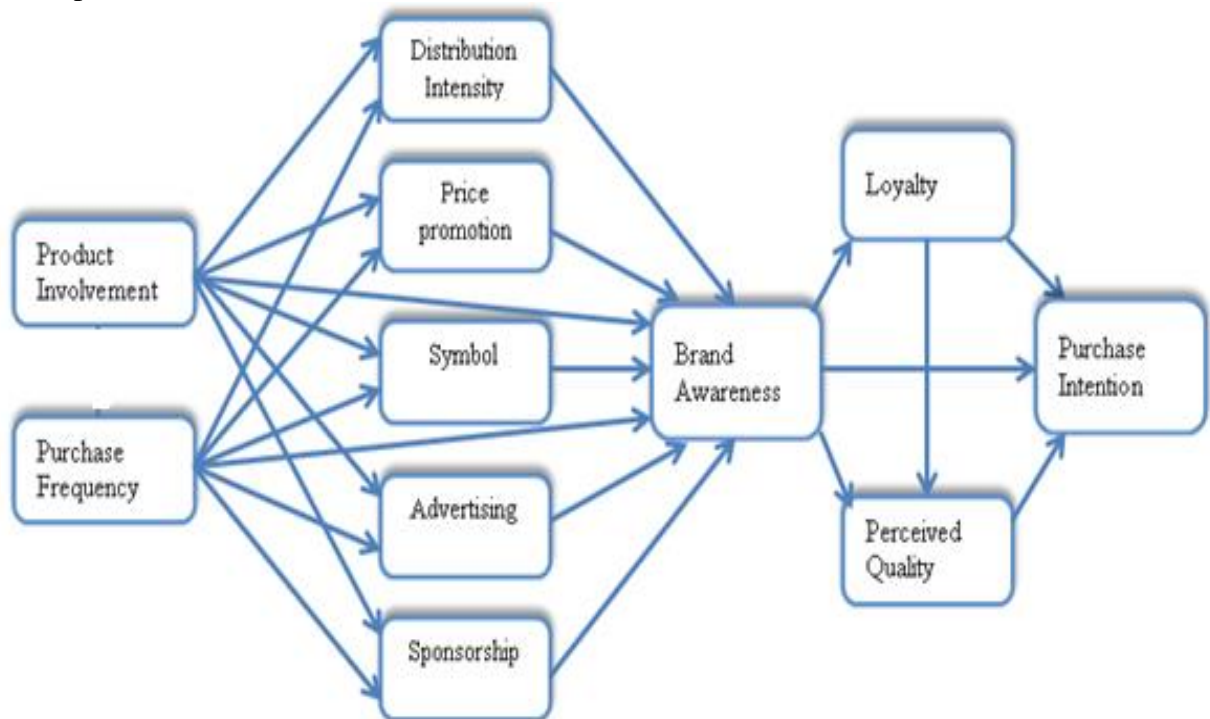 Distribution
Intensity
Price
promotion
Product
Involvement
Symbol
Purchase
Frequency
Advertising
Sponsorship
Brand
Awareness
Loyalty
Perceived
Quality
Purchase
Intention